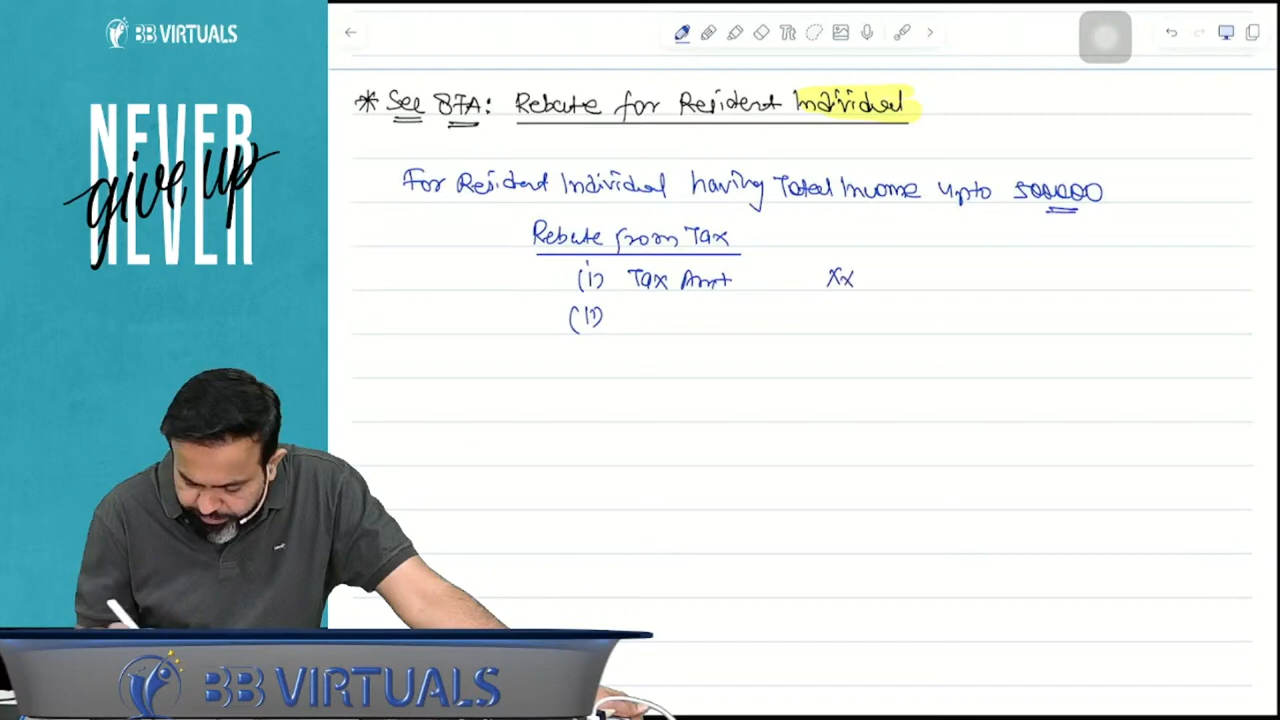 BB VIRTUALS
NEVER
give up
NEVER
* Sec 87A: Rebate for Resident Individual
For Resident Individual having Total Income upto 500000
Rebate from Tax
(i) Tax Amt xx
(ii)
BB VIRTUALS